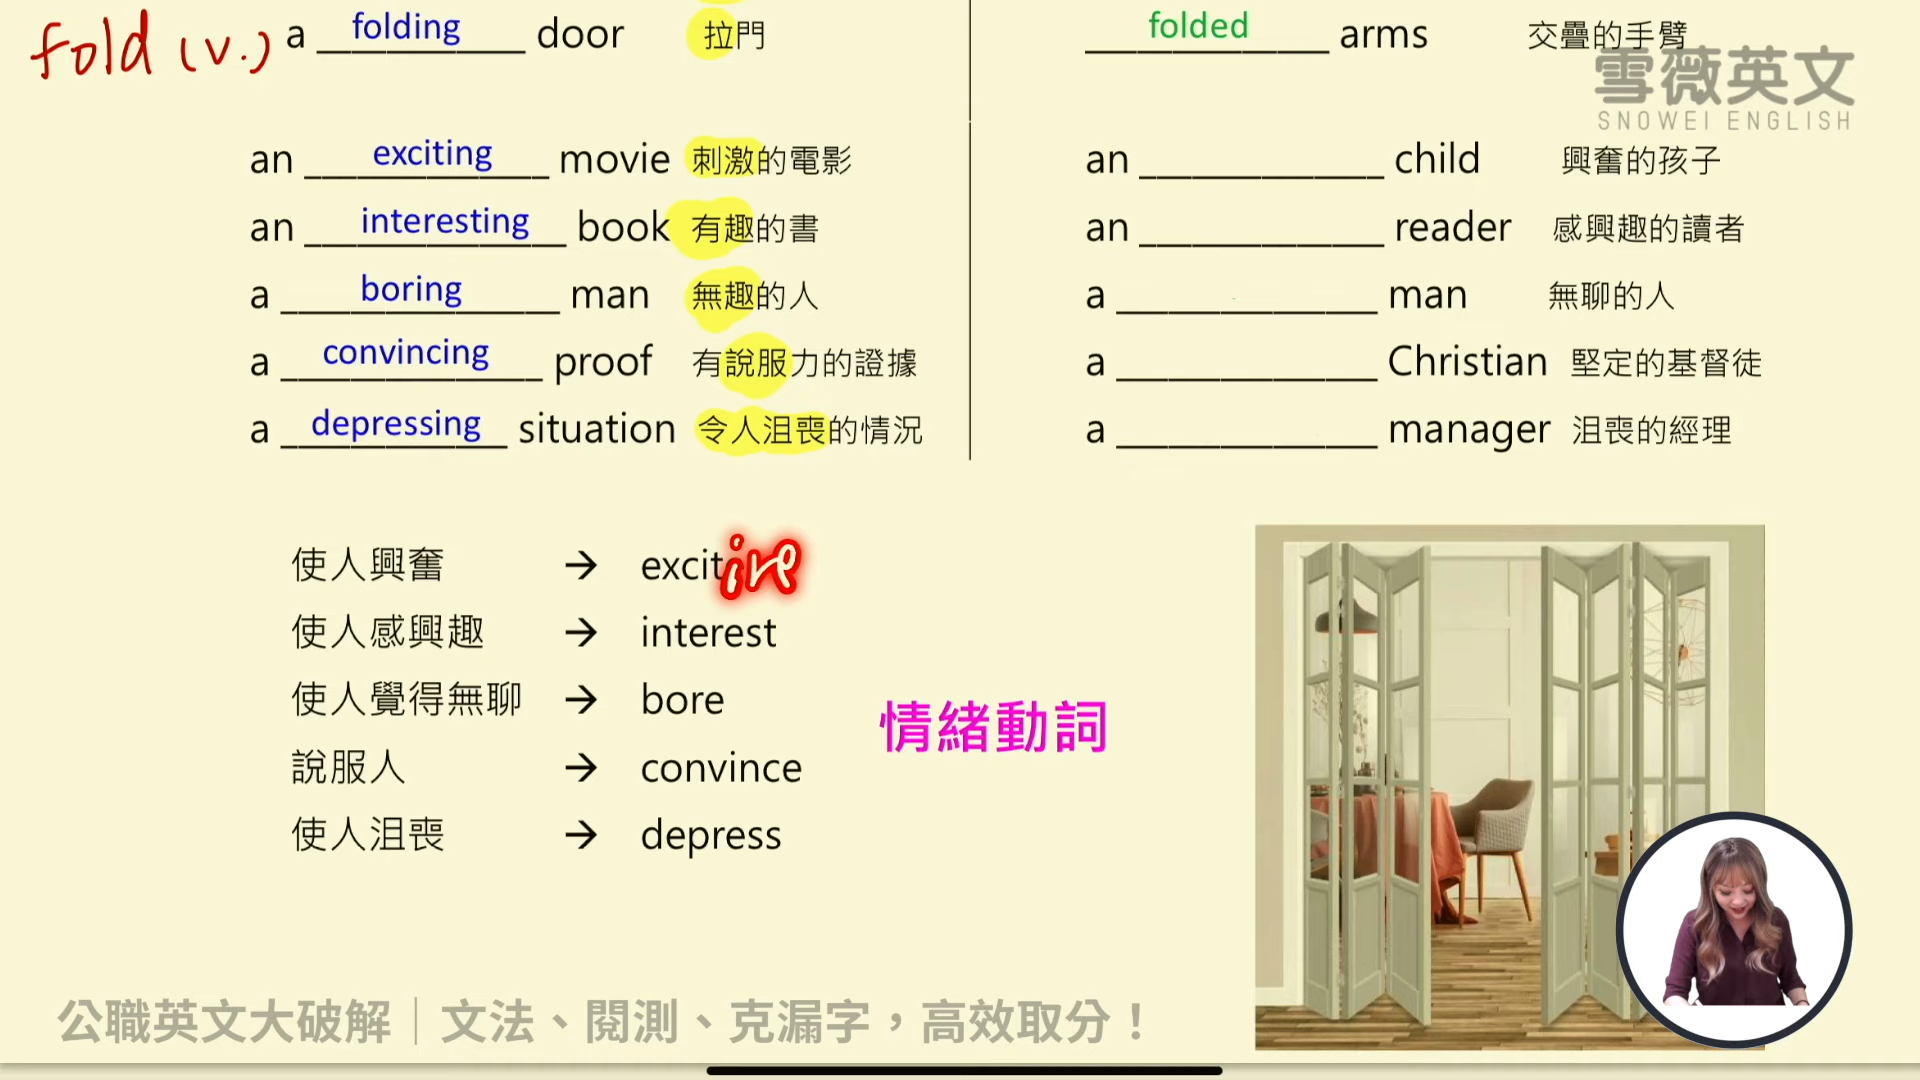 fold (v.) a folding door 拉門
folded arms 交疊的手臂
雪薇英文
SNOWEI ENGLISH
an exciting movie 刺激的電影
an ______ child 興奮的孩子
an interesting book 有趣的書
an ______ reader 感興趣的讀者
a boring man 無趣的人
a ______ man 無聊的人
a convincing proof 有說服力的證據
a ______ Christian 堅定的基督徒
a depressing situation 令人沮喪的情況
a ______ manager 沮喪的經理
使人興奮 → excit
使人感興趣 → interest
使人覺得無聊 → bore
情緒動詞
說服人 → convince
使人沮喪 → depress
公職英文大破解｜文法、閱測、克漏字，高效取分！